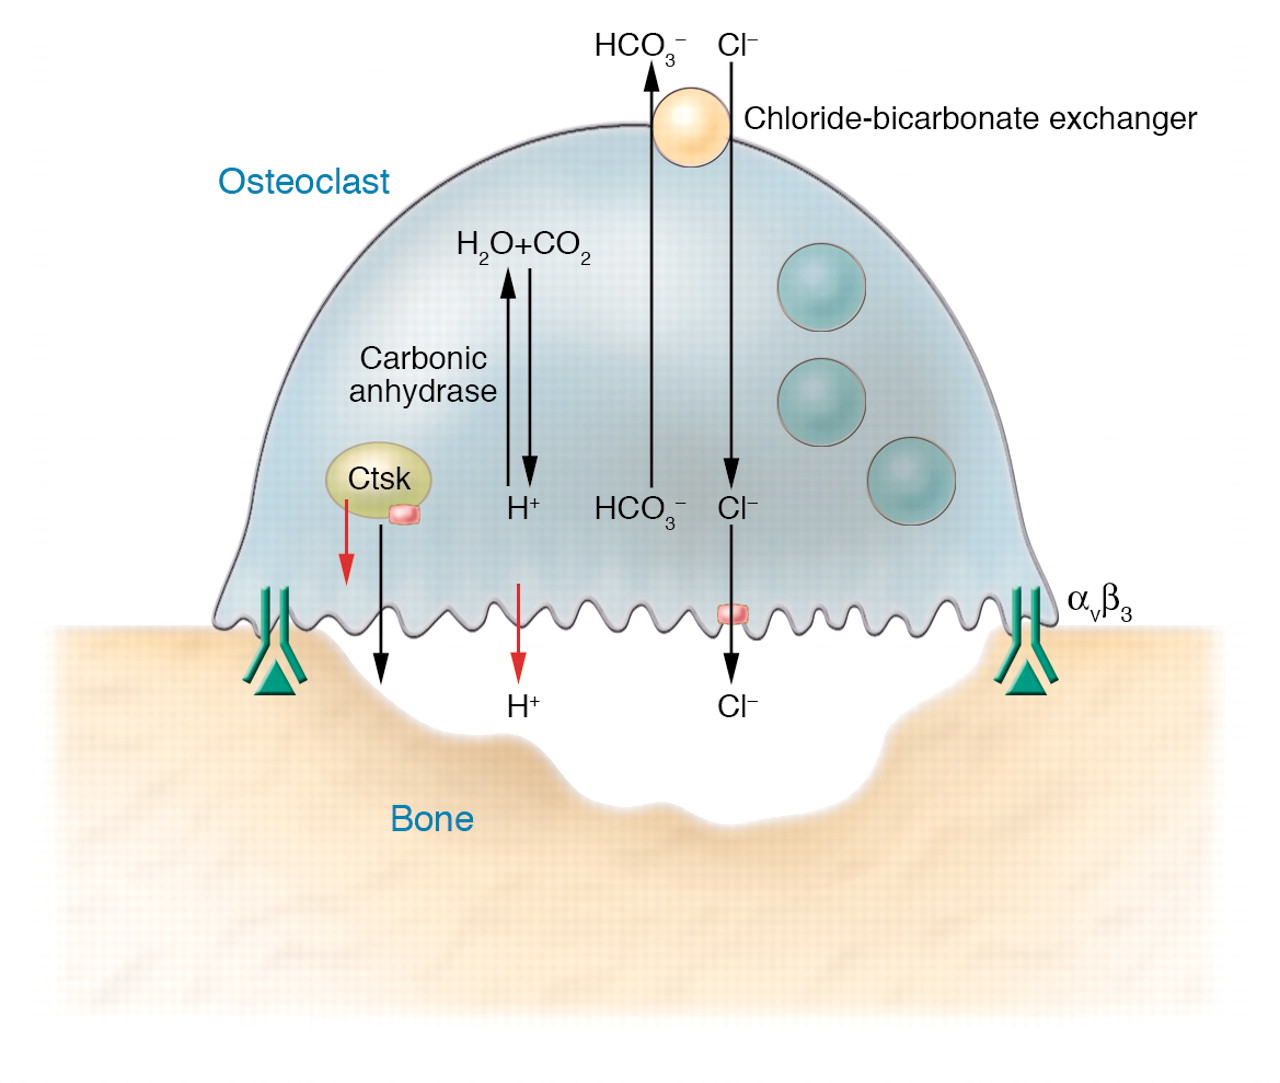 HCO₃⁻ Cl⁻
Chloride-bicarbonate exchanger
Osteoclast
H₂O+CO₂
Carbonic
anhydrase
Ctsk
H⁺ HCO₃⁻ Cl⁻
αᵥβ₃
H⁺ Cl⁻
Bone